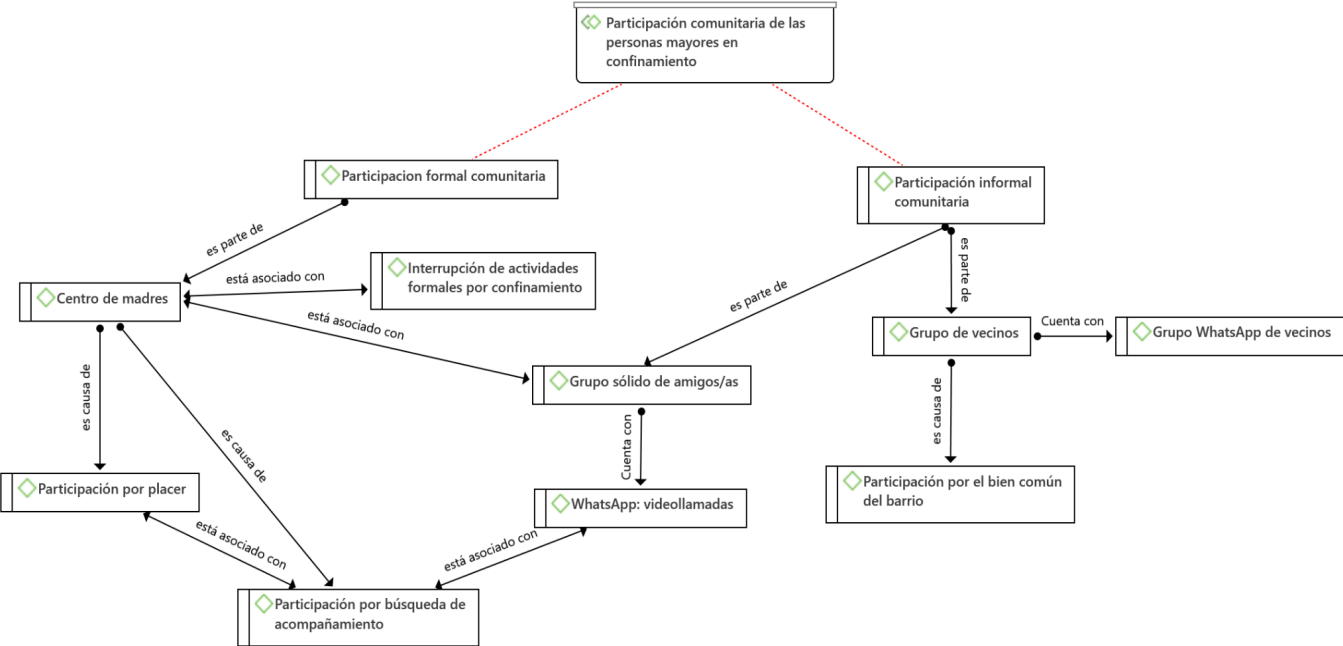 Participación comunitaria de las
personas mayores en
confinamiento
Participacion formal comunitaria
Participación informal
comunitaria
es parte de
es parte de
es parte de
Interrupción de actividades
formales por confinamiento
está asociado con
Centro de madres
está asociado con
Grupo de vecinos
Cuenta con
Grupo WhatsApp de vecinos
Grupo sólido de amigos/as
es causa de
es causa de
Cuenta con
es causa de
Participación por placer
WhatsApp: videollamadas
Participación por el bien común
del barrio
está asociado con
está asociado con
Participación por búsqueda de
acompañamiento